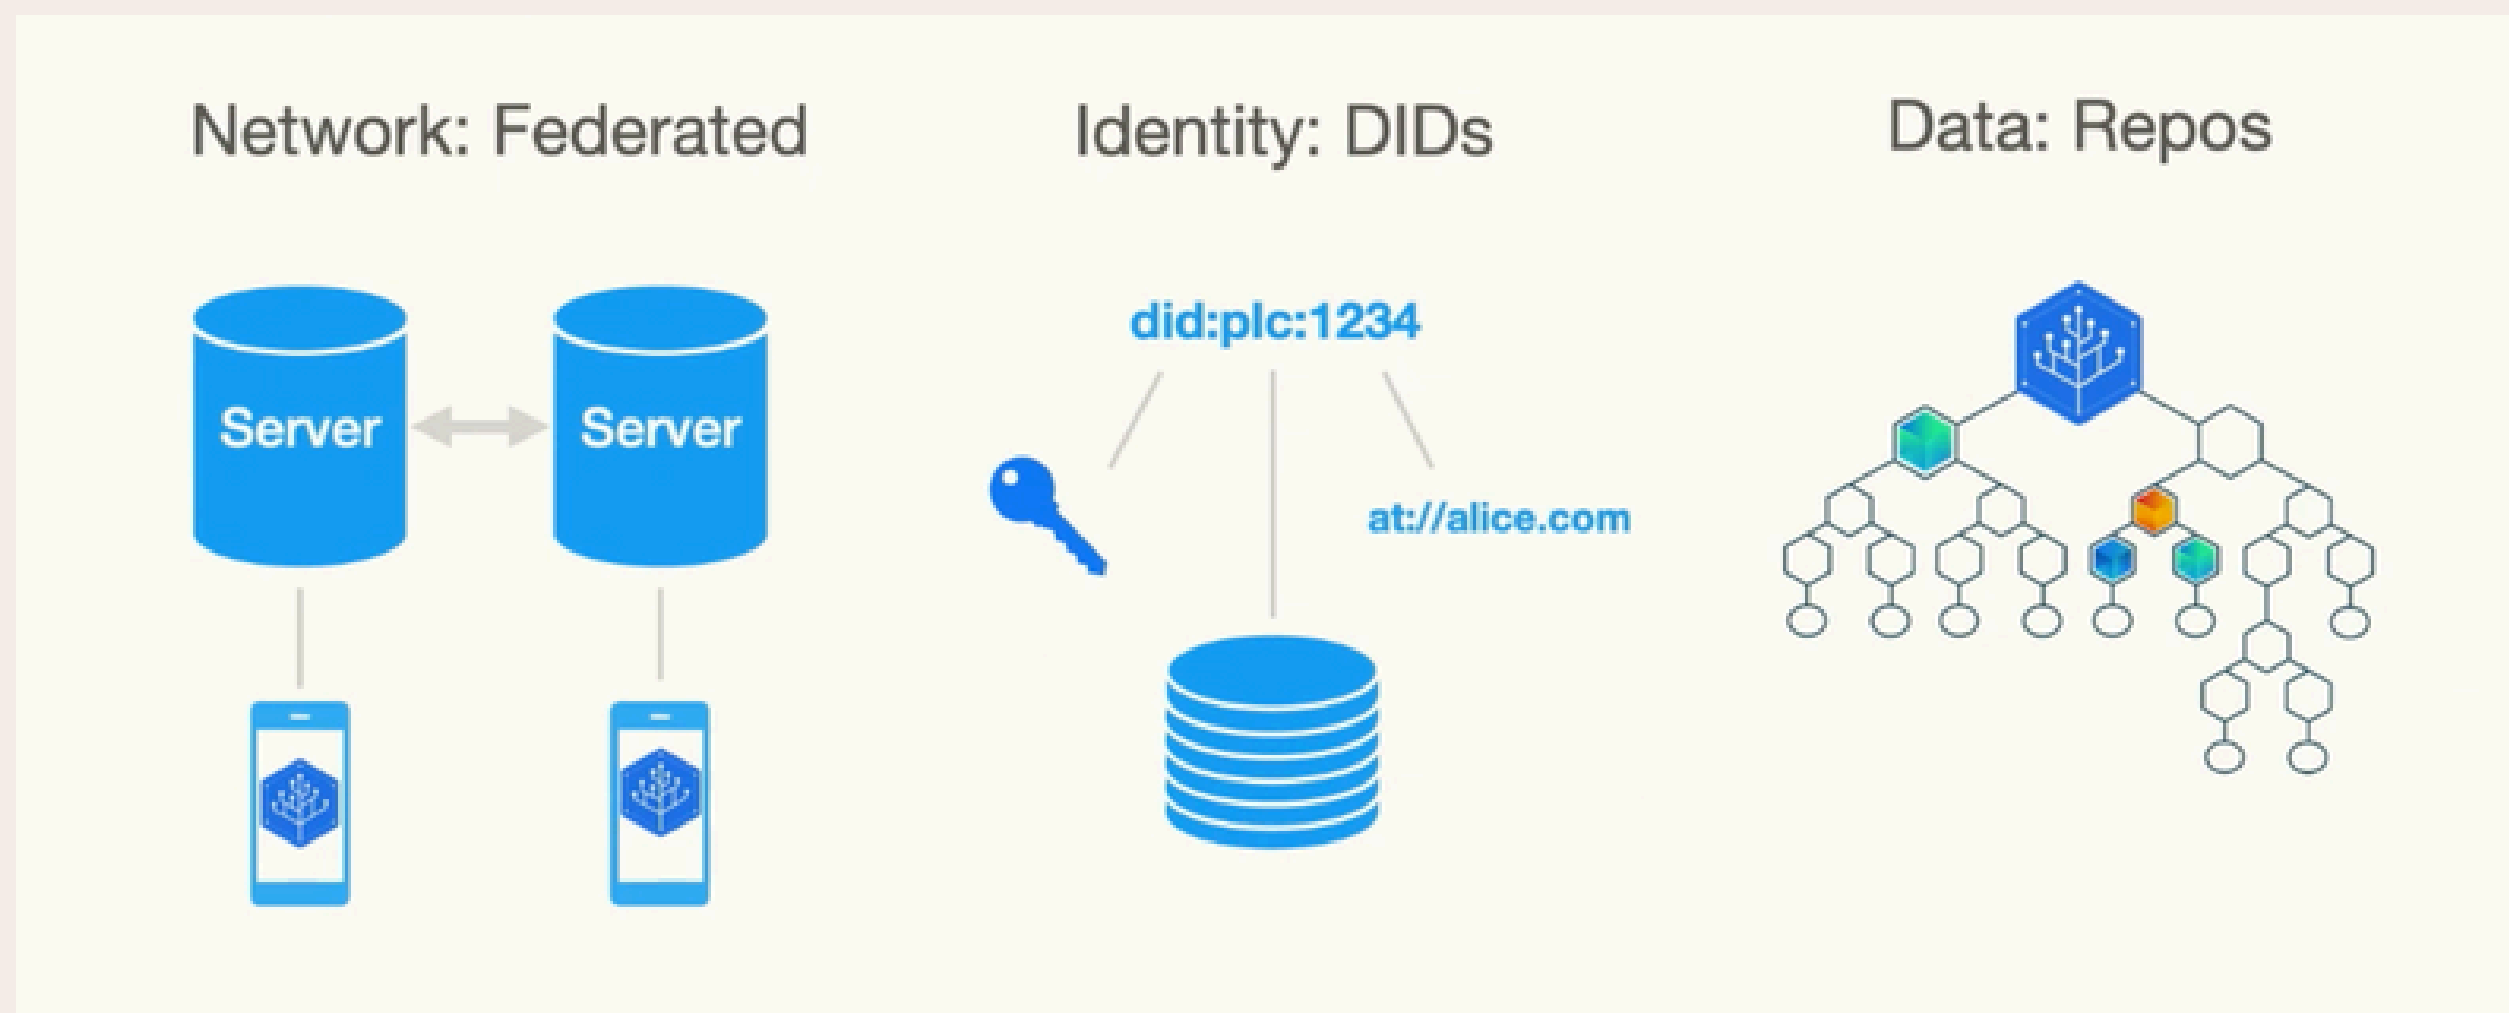 Network: Federated
Identity: DIDs
Data: Repos
Server
Server
did:plc:1234
at://alice.com